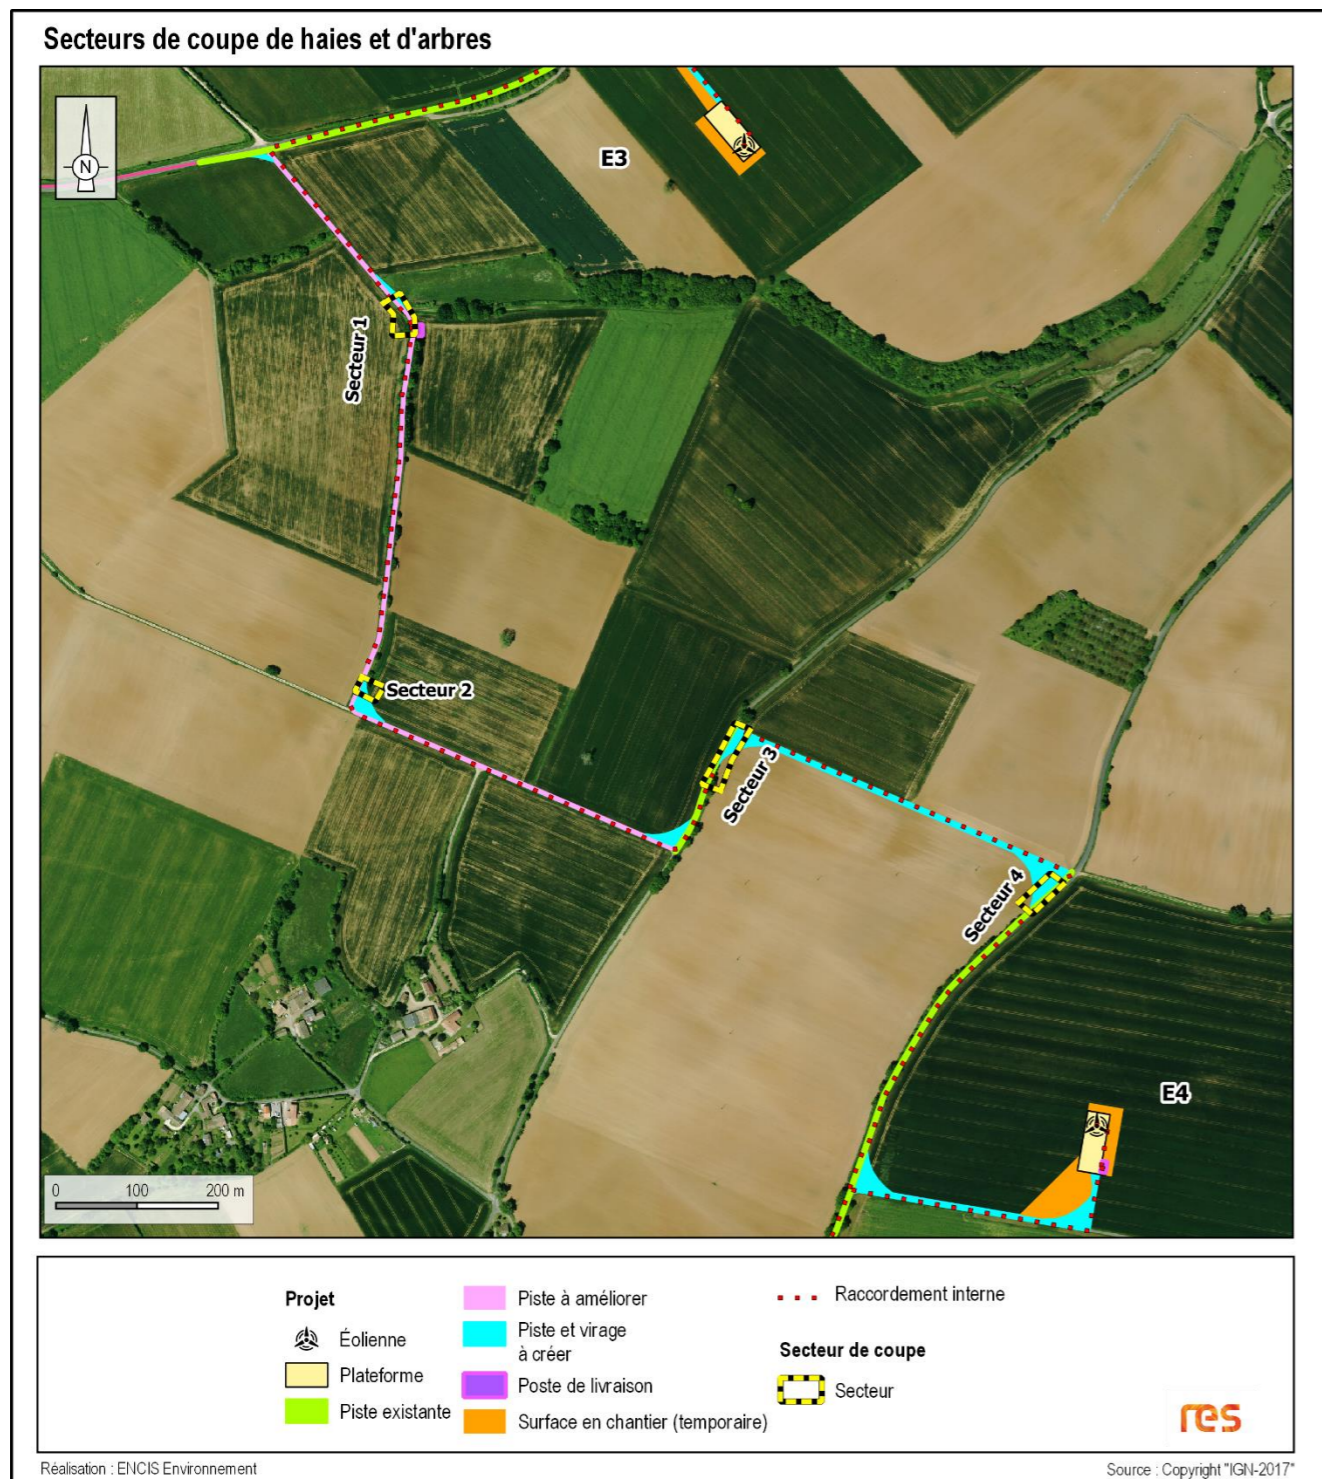 Secteurs de coupe de haies et d'arbres
N
E3
Secteur 1
Secteur 2
Secteur 3
Secteur 4
E4
0 100 200 m
Projet
Éolienne
Plateforme
Piste existante
Piste à améliorer
Piste et virage
à créer
Poste de livraison
Surface en chantier (temporaire)
Raccordement interne
Secteur de coupe
Secteur
res
Réalisation : ENCIS Environnement
Source : Copyright "IGN-2017"